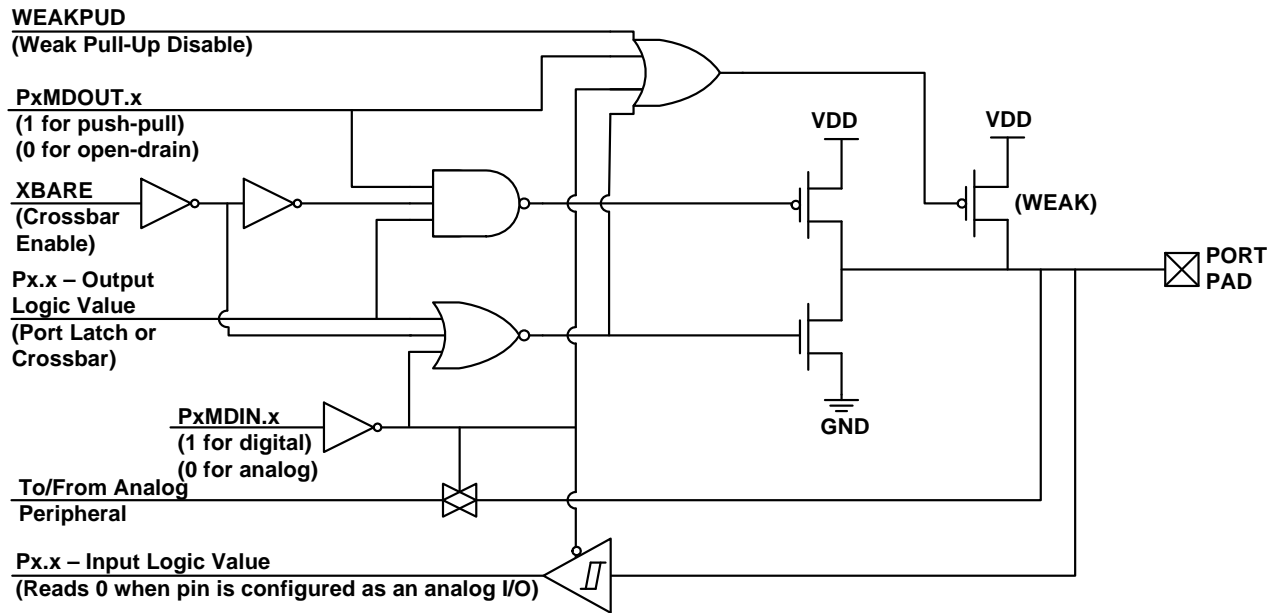 WEAKPUD
(Weak Pull-Up Disable)
PxMDOUT.x
(1 for push-pull)
(0 for open-drain)
XBARE
(Crossbar
Enable)
Px.x – Output
Logic Value
(Port Latch or
Crossbar)
PxMDIN.x
(1 for digital)
(0 for analog)
To/From Analog
Peripheral
Px.x – Input Logic Value
(Reads 0 when pin is configured as an analog I/O)
VDD
VDD
(WEAK)
GND
PORT
PAD